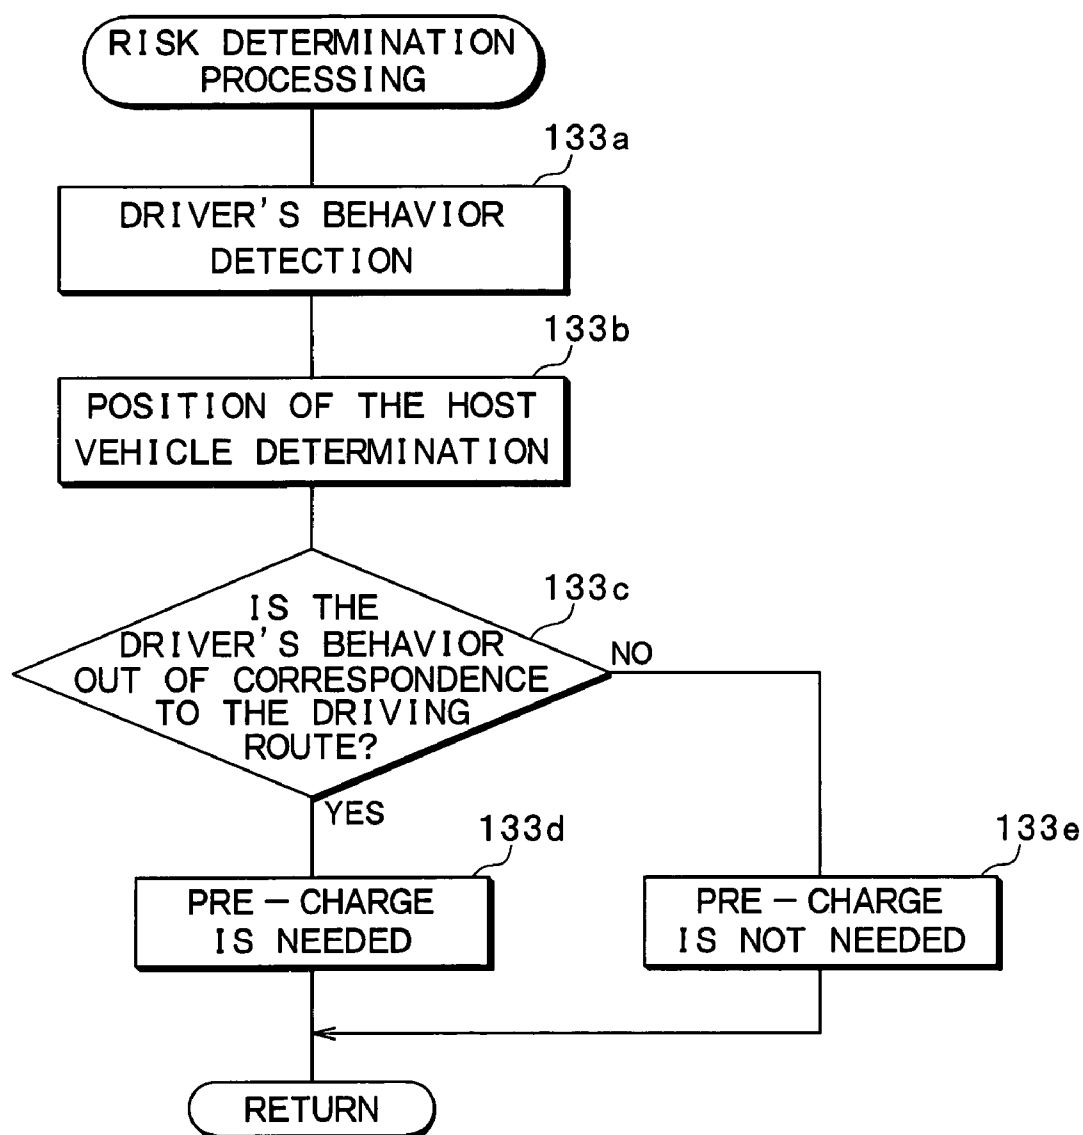 RISK DETERMINATION
PROCESSING
133a
DRIVER'S BEHAVIOR
DETECTION
133b
POSITION OF THE HOST
VEHICLE DETERMINATION
133c
IS THE
DRIVER'S BEHAVIOR
OUT OF CORRESPONDENCE
TO THE DRIVING
ROUTE?
NO
YES
133d
PRE-CHARGE
IS NEEDED
133e
PRE-CHARGE
IS NOT NEEDED
RETURN